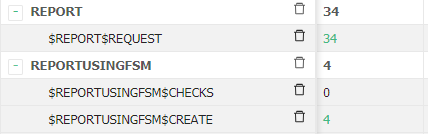 REPORT 34
$REPORT$REQUEST 34
REPORTUSINGFSM 4
$REPORTUSINGFSM$CHECKS 0
$REPORTUSINGFSM$CREATE 4